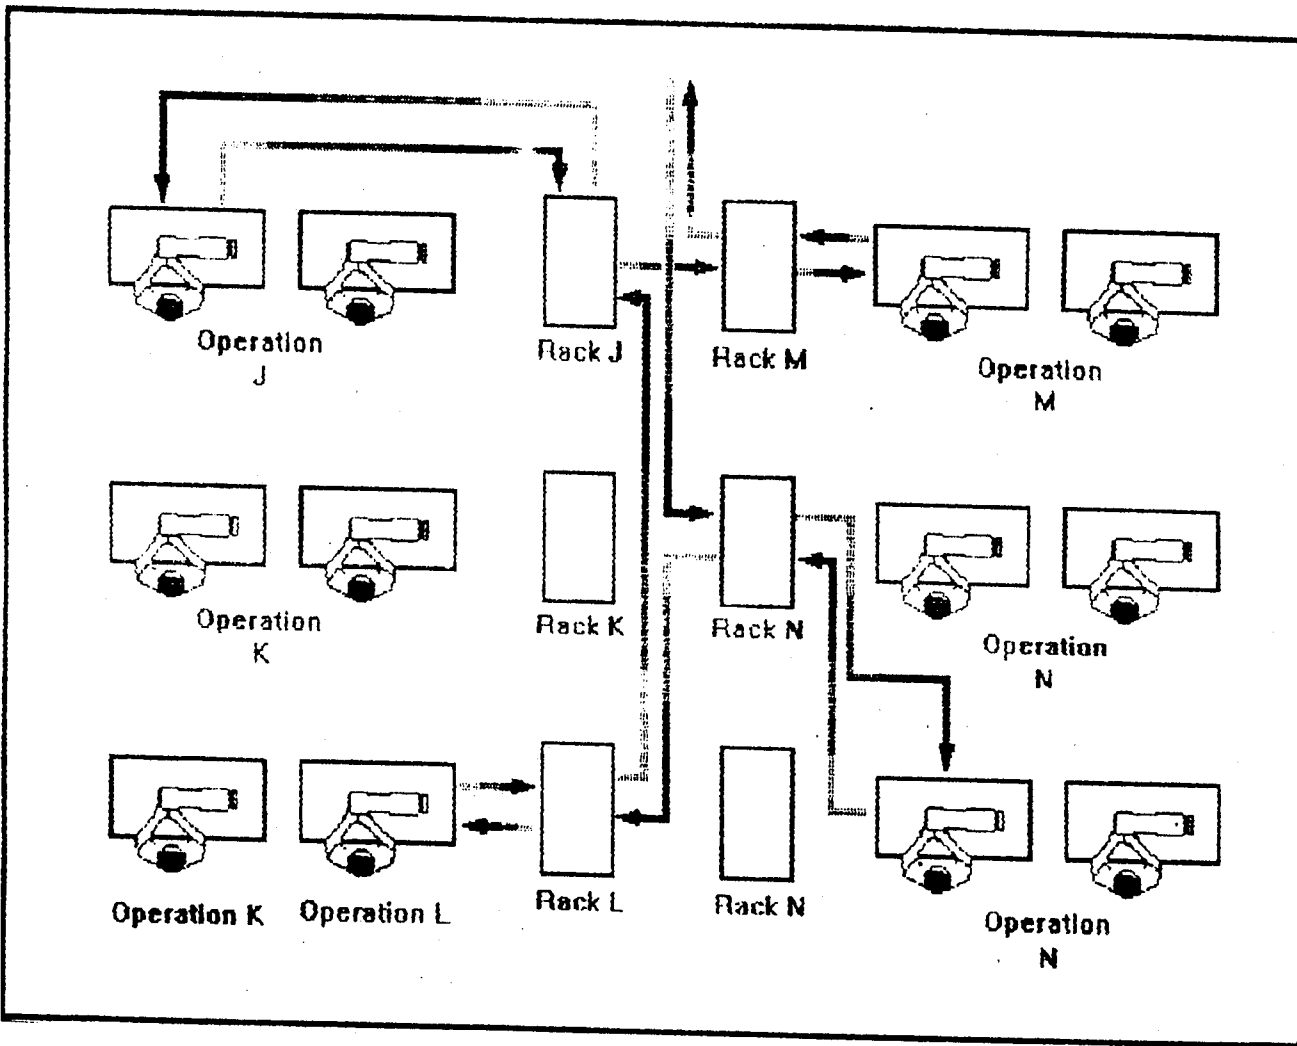 Operation
J
Rack J
Rack M
Operation
M
Operation
K
Rack K
Rack N
Operation
N
Operation K
Operation L
Rack L
Rack N
Operation
N